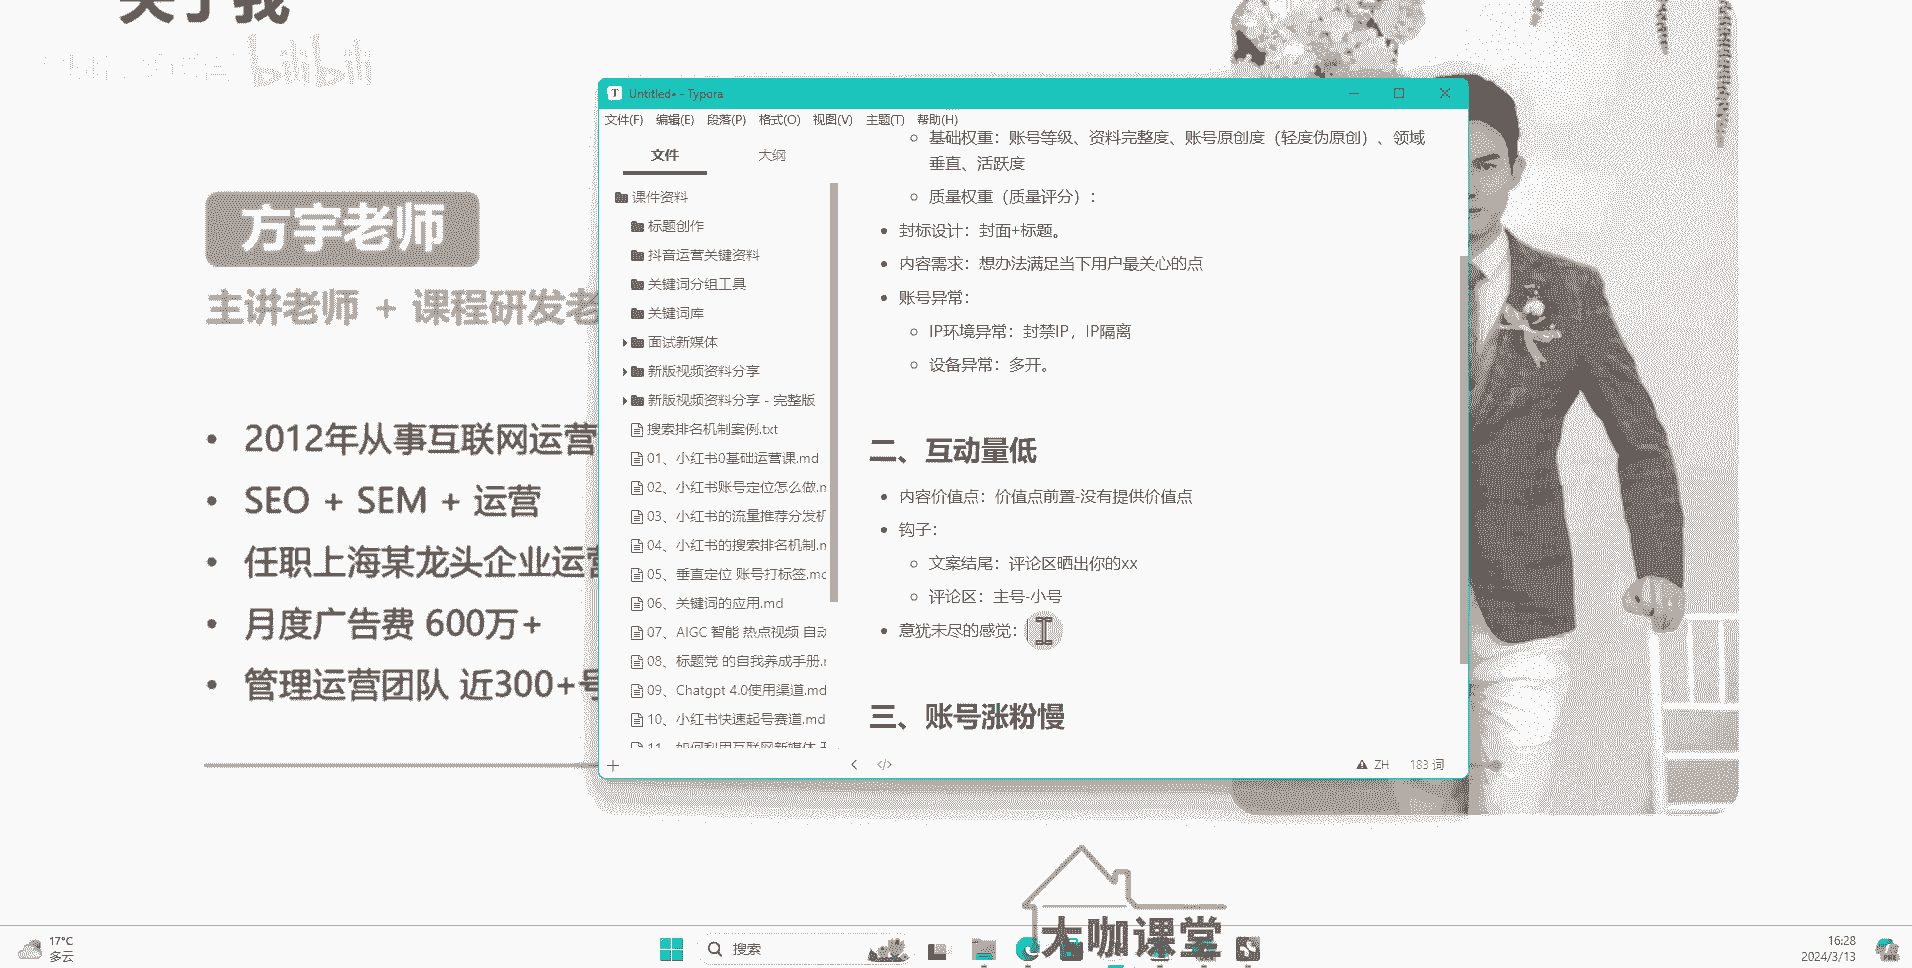 关于我
bilibili
方宇老师
主讲老师 + 课程研发老
2012年从事互联网运营
SEO + SEM + 运营
任职上海某龙头企业运营
月度广告费 600万+
管理运营团队 近300+号
T Untitled• - Typora
文件(F) 编辑(E) 段落(P) 格式(O) 视图(V) 主题(T) 帮助(H)
文件 大纲
课件资料
标题创作
抖音运营关键资料
关键词分组工具
关键词库
面试新媒体
新版视频资料分享
新版视频资料分享 - 完整版
搜索排名机制案例.txt
01、小红书0基础运营课.md
02、小红书账号定位怎么做.m
03、小红书的流量推荐分发机
04、小红书的搜索排名机制.m
05、垂直定位 账号打标签.md
06、关键词的应用.md
07、AIGC 智能 热点视频 自动
08、标题党 的自我养成手册.m
09、Chatgpt 4.0使用渠道.md
10、小红书快速起号赛道.md
11、如何利用互联网新媒体
基础权重：账号等级、资料完整度、账号原创度（轻度伪原创）、领域
垂直、活跃度
质量权重（质量评分）：
封标设计：封面+标题。
内容需求：想办法满足当下用户最关心的点
账号异常：
IP环境异常：封禁IP，IP隔离
设备异常：多开。
二、互动量低
内容价值点：价值点前置-没有提供价值点
钩子：
文案结尾：评论区晒出你的xx
评论区：主号-小号
意犹未尽的感觉：
三、账号涨粉慢
ZH 183 词
大咖课堂
17°C
多云
搜索
16:28
2024/3/13